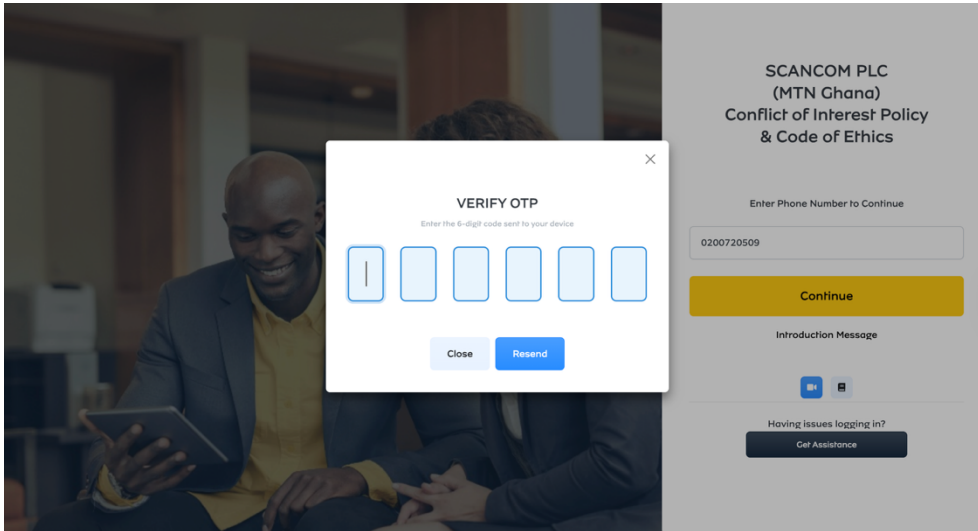 SCANCOM PLC
(MTN Ghana)
Conflict of Interest Policy
& Code of Ethics
Enter Phone Number to Continue
0200720509
Continue
Introduction Message
Having issues logging in?
Get Assistance
VERIFY OTP
Enter the 6-digit code sent to your device
Close
Resend